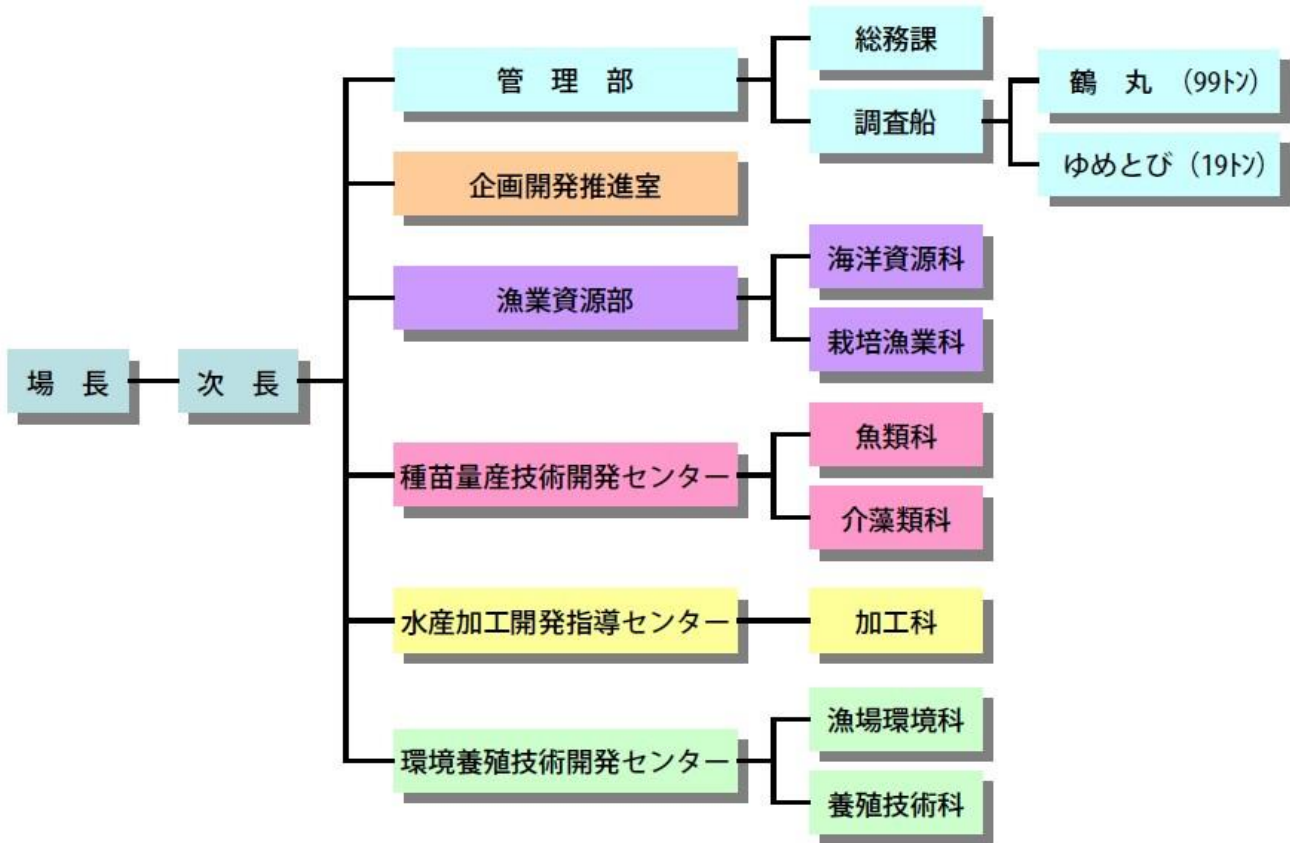 場　長
次　長
管　理　部
総務課
調査船
鶴　丸　（99ﾄﾝ）
ゆめとび（19ﾄﾝ）
企画開発推進室
漁業資源部
海洋資源科
栽培漁業科
種苗量産技術開発センター
魚類科
介藻類科
水産加工開発指導センター
加工科
環境養殖技術開発センター
漁場環境科
養殖技術科